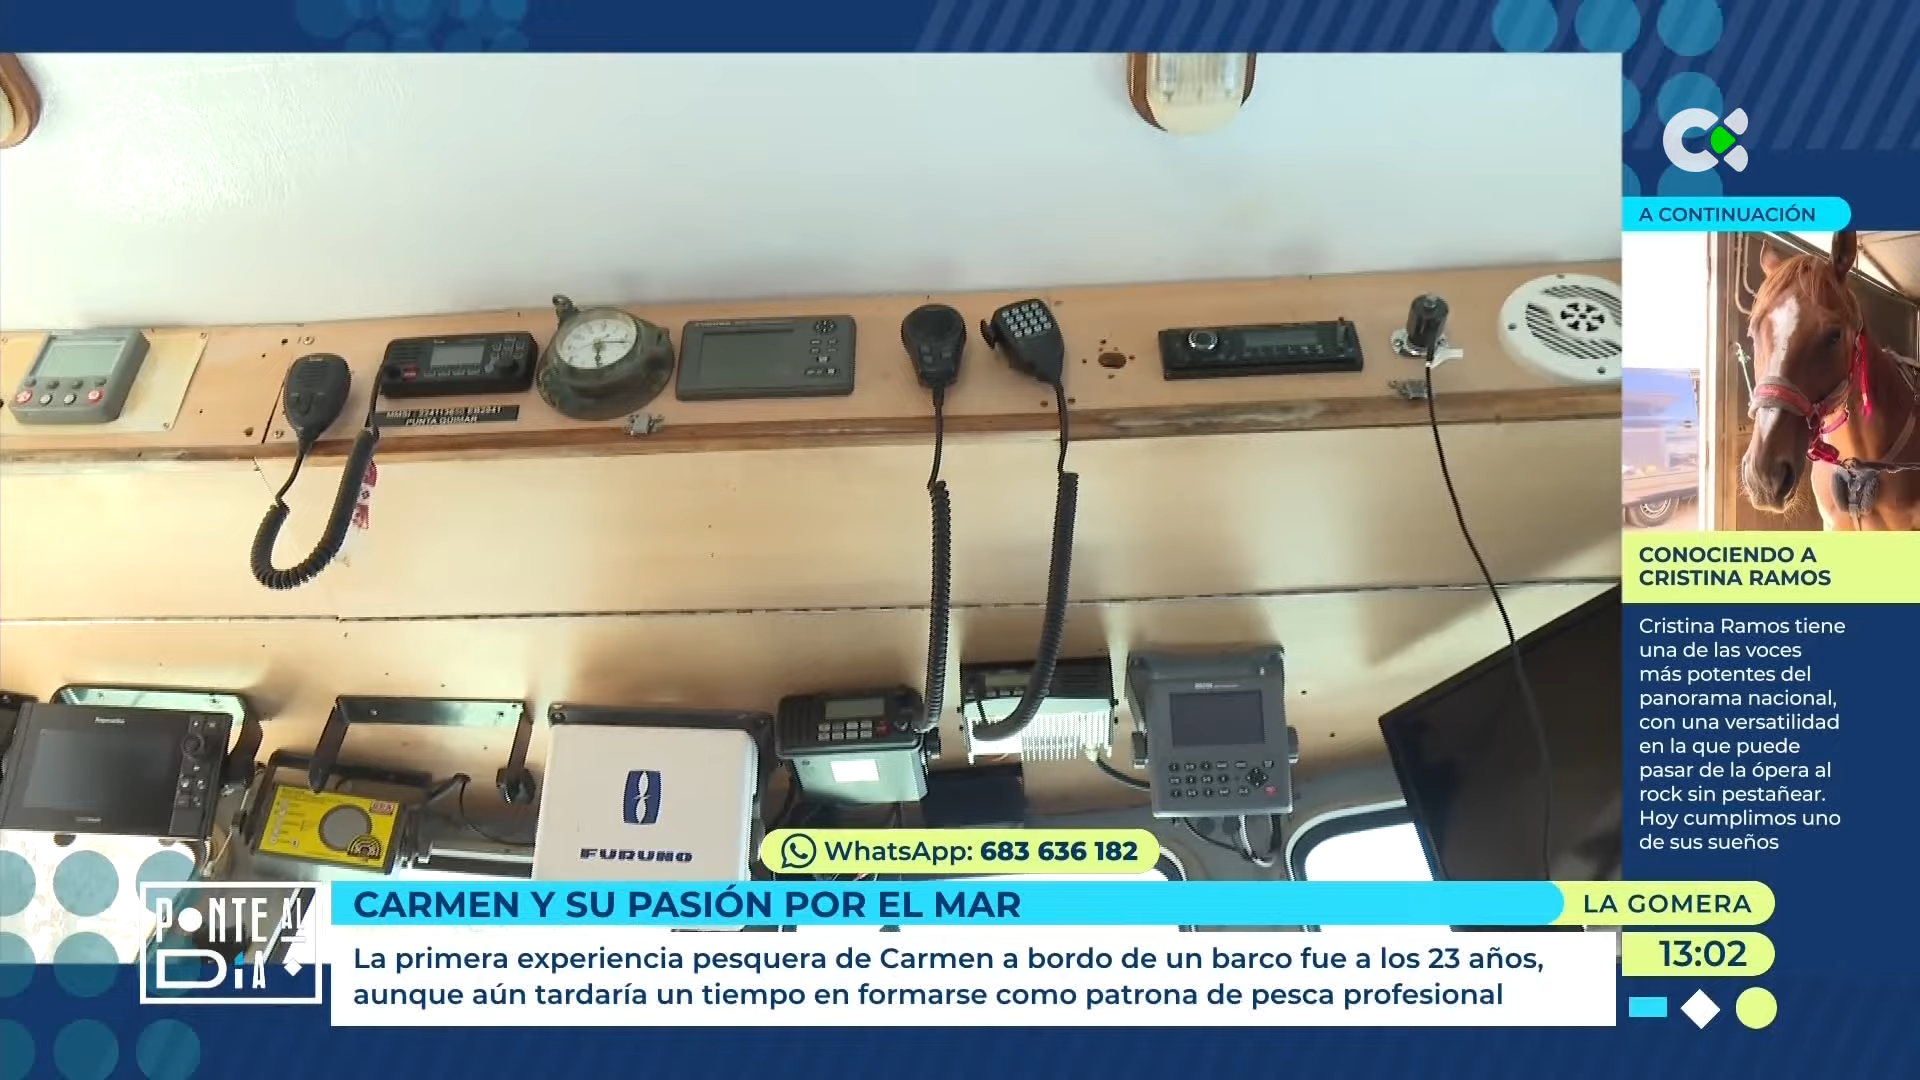 A CONTINUACIÓN
CONOCIENDO A
CRISTINA RAMOS
Cristina Ramos tiene
una de las voces
más potentes del
panorama nacional,
con una versatilidad
en la que puede
pasar de la ópera al
rock sin pestañear.
Hoy cumplimos uno
de sus sueños
PUNTA GUIMAR
FURUNO
WhatsApp: 683 636 182
PONTE AL
DÍA
CARMEN Y SU PASIÓN POR EL MAR
LA GOMERA
La primera experiencia pesquera de Carmen a bordo de un barco fue a los 23 años,
aunque aún tardaría un tiempo en formarse como patrona de pesca profesional
13:02